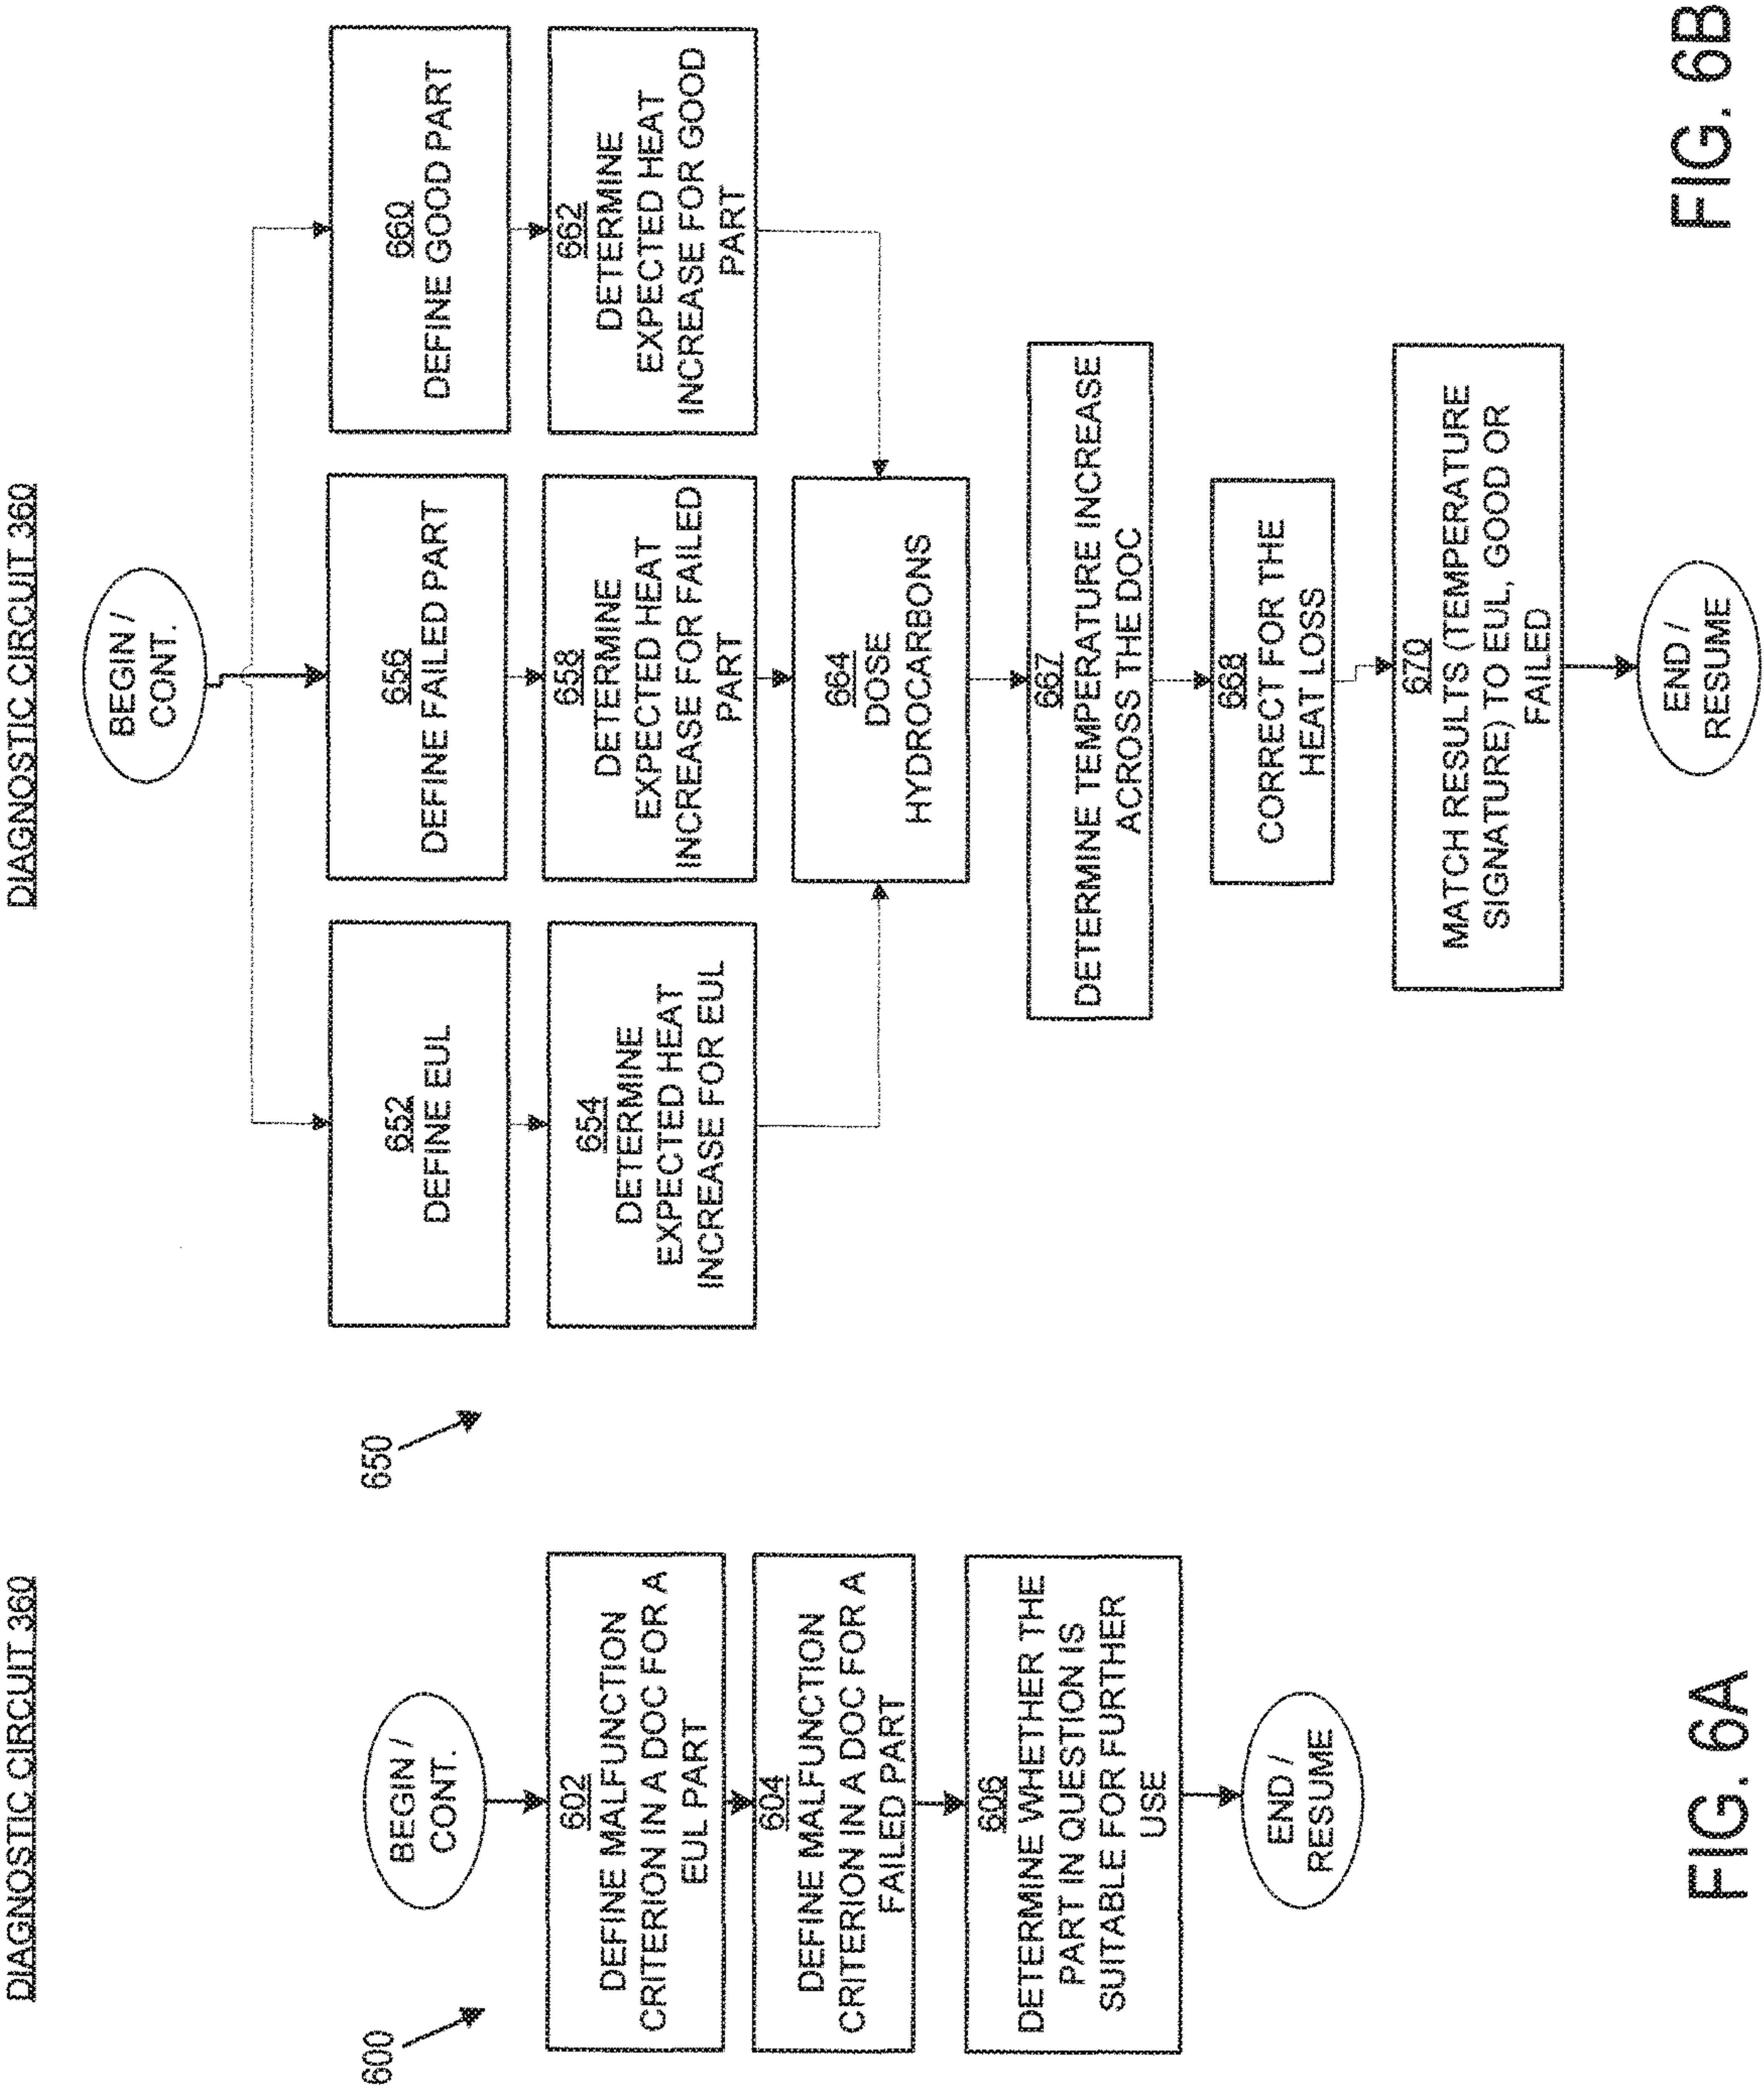 DIAGNOSTIC CIRCUIT 360
600
BEGIN /
CONT.
602
DEFINE MALFUNCTION
CRITERION IN A DOC FOR A
EUL PART
604
DEFINE MALFUNCTION
CRITERION IN A DOC FOR A
FAILED PART
606
DETERMINE WHETHER THE
PART IN QUESTION IS
SUITABLE FOR FURTHER
USE
END /
RESUME
FIG. 6A
DIAGNOSTIC CIRCUIT 360
650
BEGIN /
CONT.
652
DEFINE EUL
654
DETERMINE
EXPECTED HEAT
INCREASE FOR EUL
656
DEFINE FAILED PART
658
DETERMINE
EXPECTED HEAT
INCREASE FOR FAILED
PART
660
DEFINE GOOD PART
662
DETERMINE
EXPECTED HEAT
INCREASE FOR GOOD
PART
664
DOSE
HYDROCARBONS
667
DETERMINE TEMPERATURE INCREASE
ACROSS THE DOC
668
CORRECT FOR THE
HEAT LOSS
670
MATCH RESULTS (TEMPERATURE
SIGNATURE) TO EUL, GOOD OR
FAILED
END /
RESUME
FIG. 6B